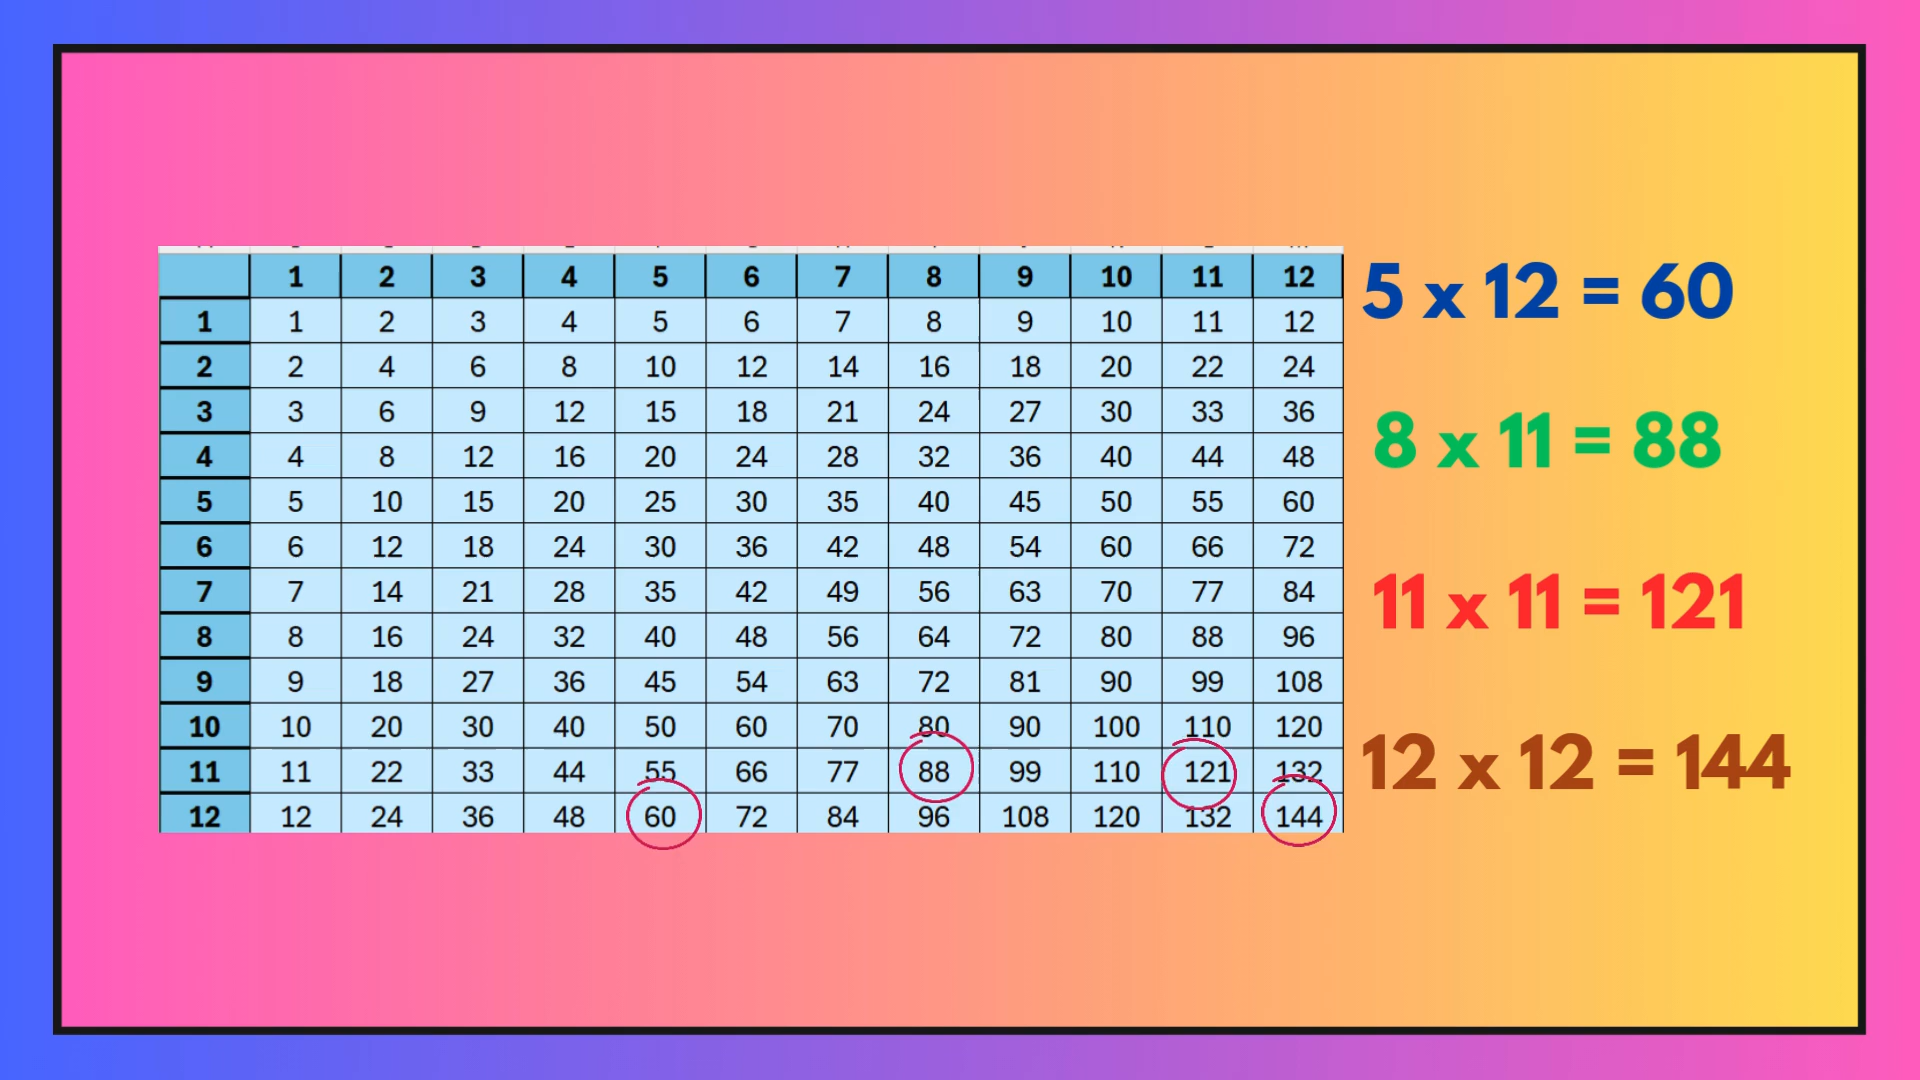 1 2 3 4 5 6 7 8 9 10 11 12
1 1 2 3 4 5 6 7 8 9 10 11 12
2 2 4 6 8 10 12 14 16 18 20 22 24
3 3 6 9 12 15 18 21 24 27 30 33 36
4 4 8 12 16 20 24 28 32 36 40 44 48
5 5 10 15 20 25 30 35 40 45 50 55 60
6 6 12 18 24 30 36 42 48 54 60 66 72
7 7 14 21 28 35 42 49 56 63 70 77 84
8 8 16 24 32 40 48 56 64 72 80 88 96
9 9 18 27 36 45 54 63 72 81 90 99 108
10 10 20 30 40 50 60 70 80 90 100 110 120
11 11 22 33 44 55 66 77 88 99 110 121 132
12 12 24 36 48 60 72 84 96 108 120 132 144
5 x 12 = 60
8 x 11 = 88
11 x 11 = 121
12 x 12 = 144